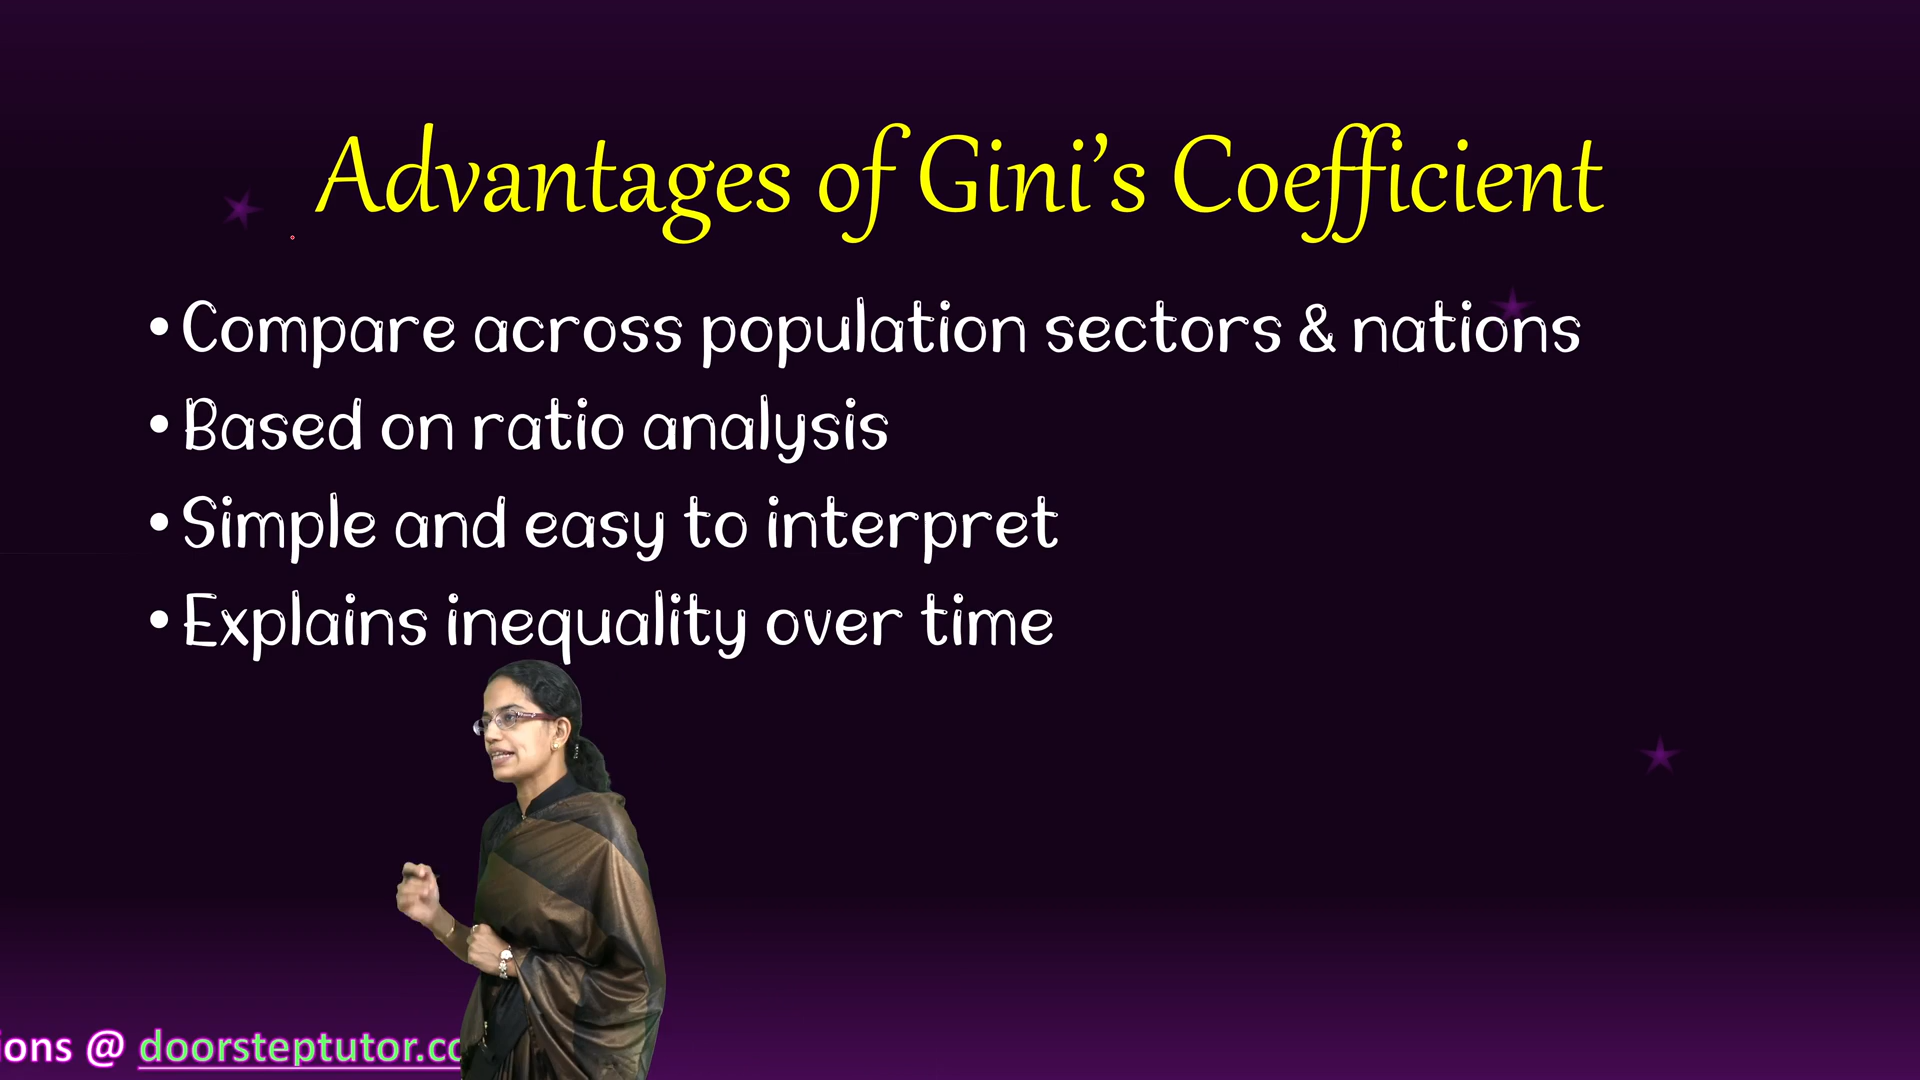 Advantages of Gini’s Coefficient
• Compare across population sectors & nations
• Based on ratio analysis
• Simple and easy to interpret
• Explains inequality over time
ions @ doorsteptutor.co